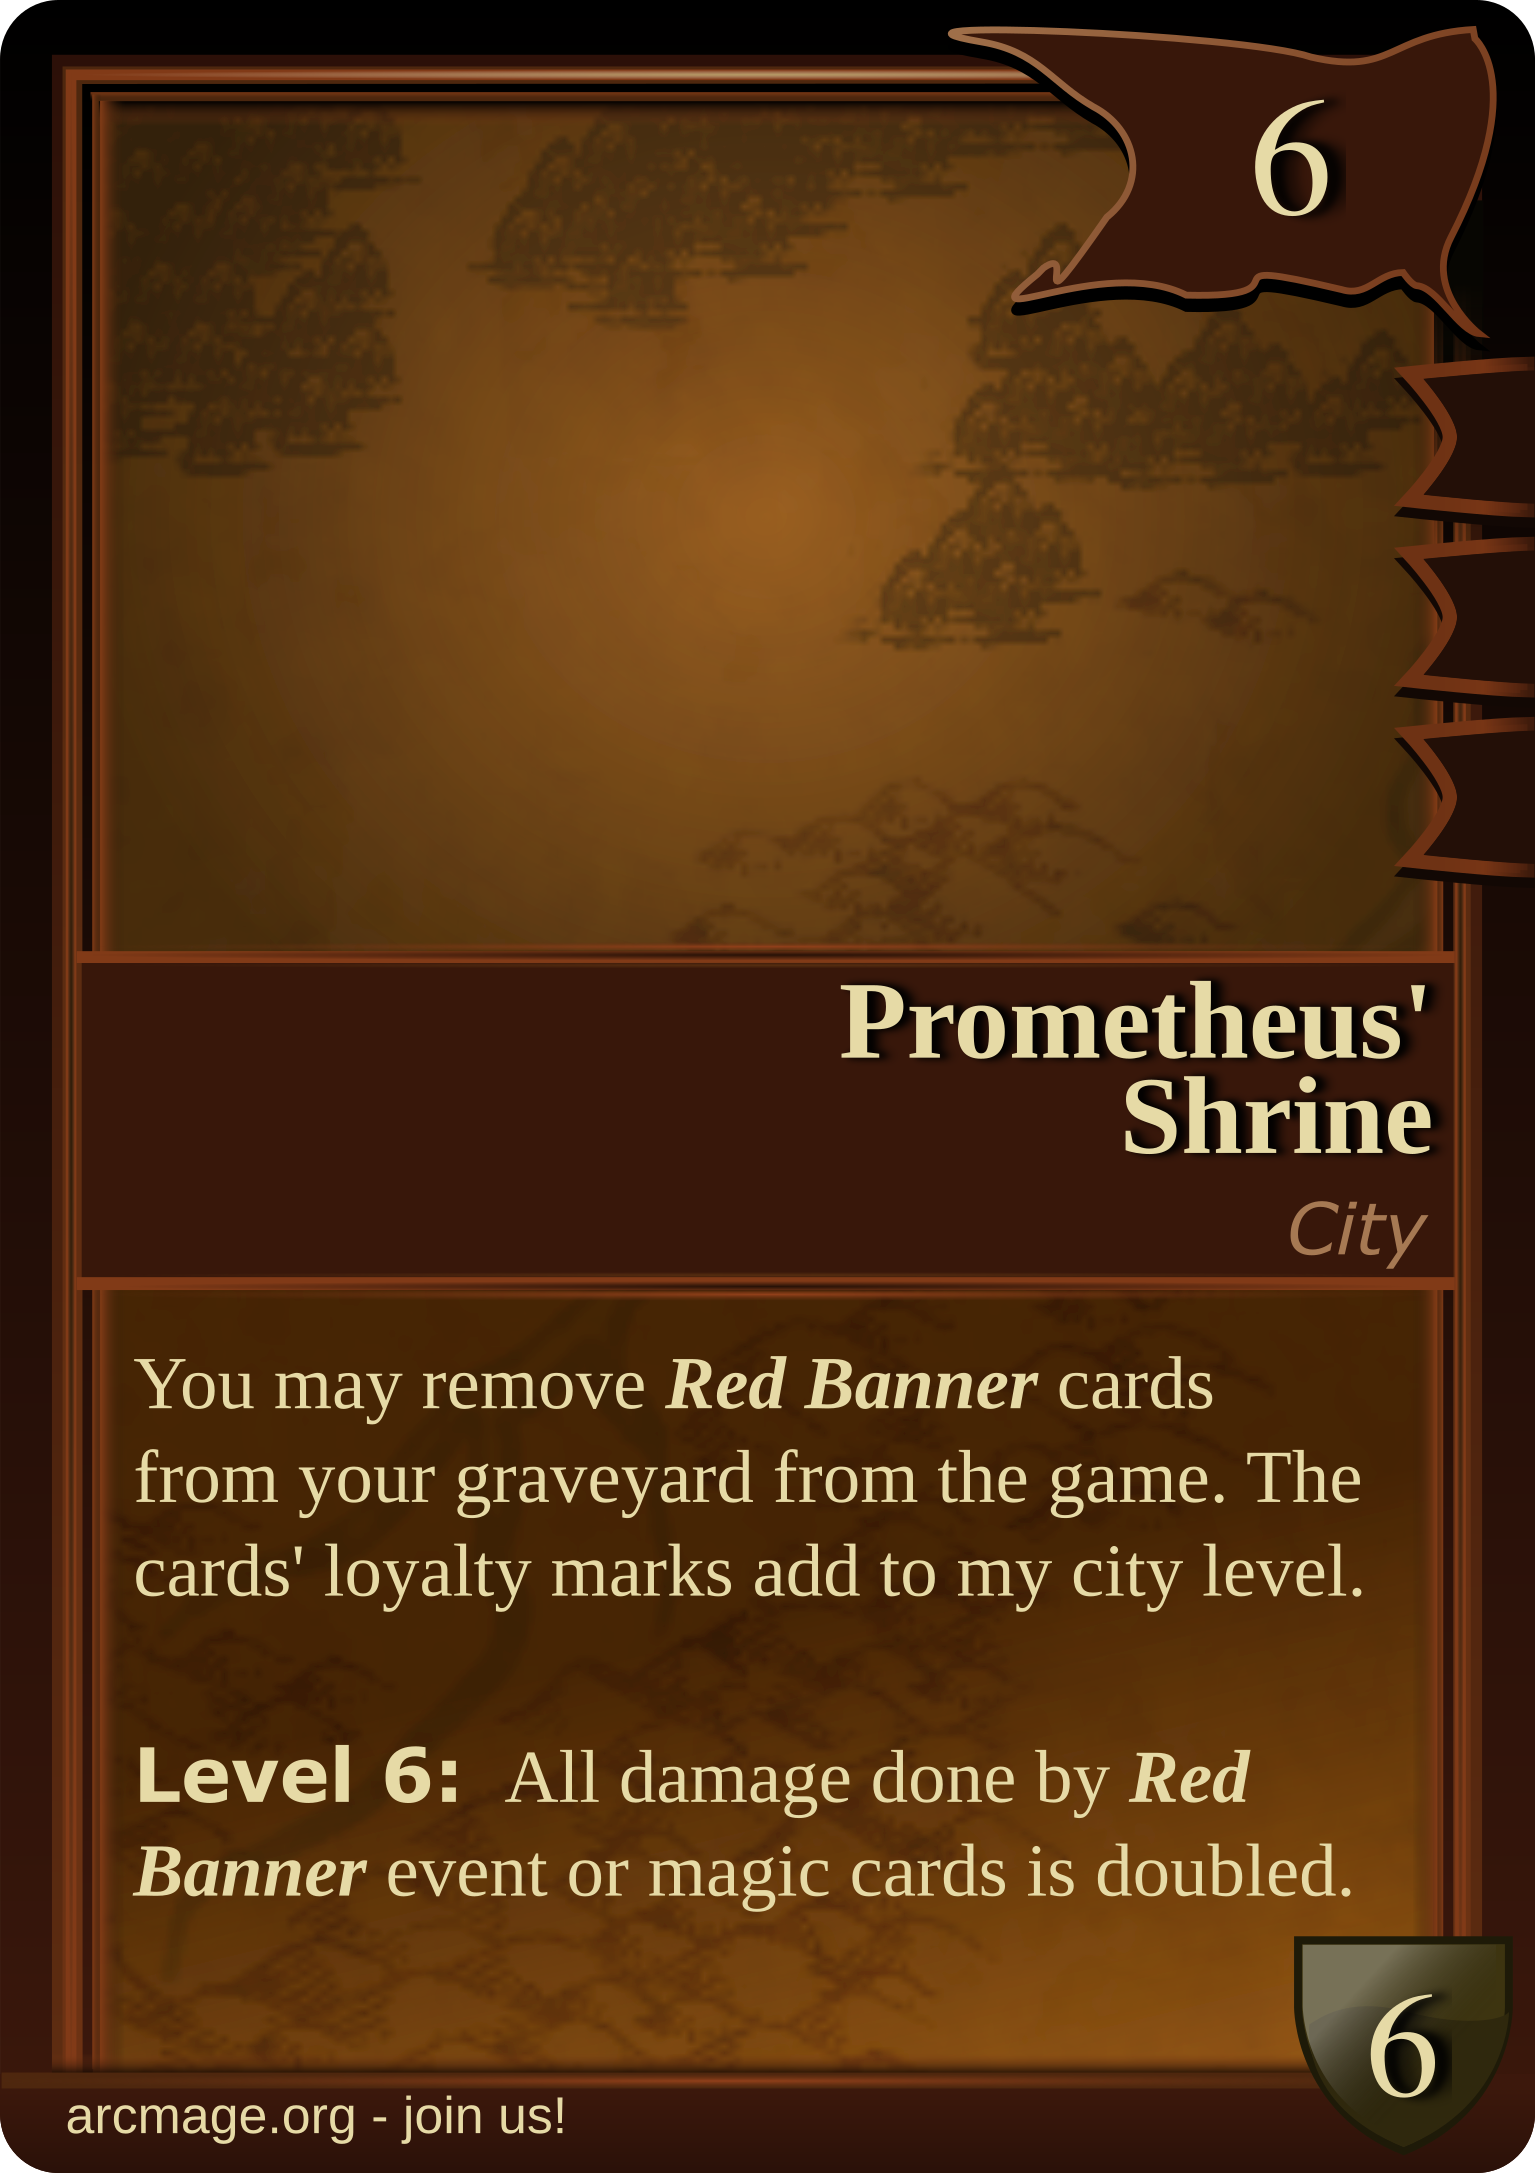 6
Prometheus'
Shrine
City
You may remove Red Banner cards
from your graveyard from the game. The
cards' loyalty marks add to my city level.
Level 6: All damage done by Red
Banner event or magic cards is doubled.
6
arcmage.org - join us!